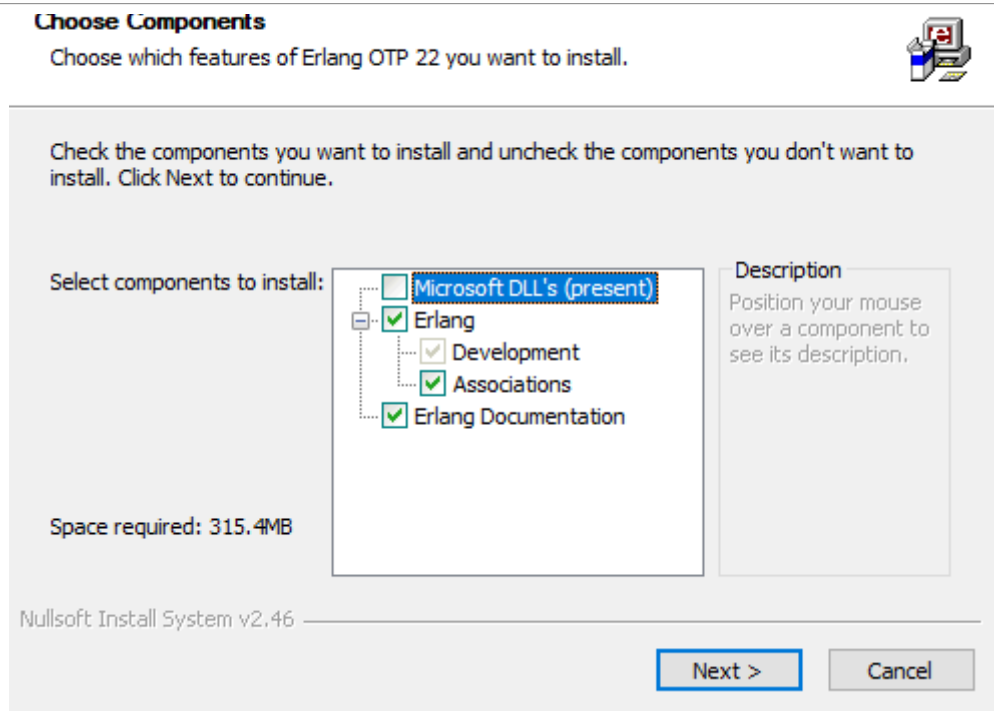 Choose Components
Choose which features of Erlang OTP 22 you want to install.
Check the components you want to install and uncheck the components you don't want to
install. Click Next to continue.
Select components to install:
Microsoft DLL's (present)
Erlang
Development
Associations
Erlang Documentation
Description
Position your mouse
over a component to
see its description.
Space required: 315.4MB
Nullsoft Install System v2.46
Next >
Cancel